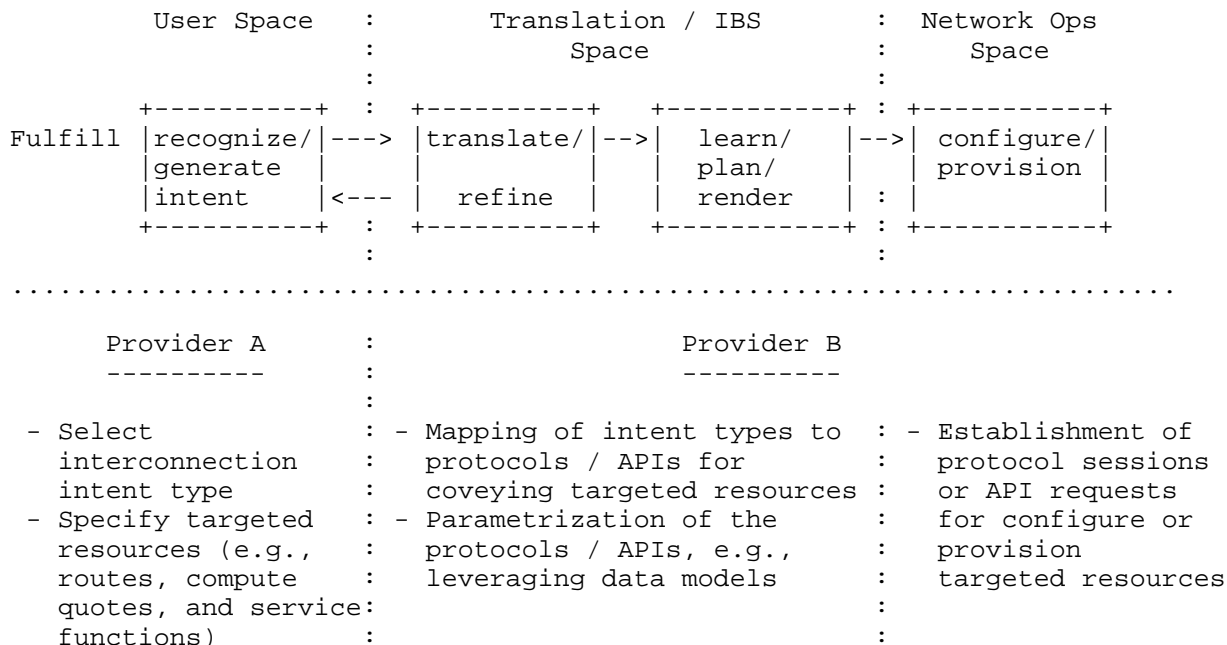 User Space   :       Translation / IBS       :  Network Ops
                      :            Space              :     Space
                      :                               :
        +----------+  :  +----------+   +-----------+ : +-----------+
Fulfill |recognize/|---> |translate/|-->|  learn/   |-->| configure/|
        |generate  |     |          |   |  plan/    |   | provision |
        |intent    |<--- |  refine  |   |  render   | : |           |
        +----------+  :  +----------+   +-----------+ : +-----------+
                      :                               :
.........................................................................
      Provider A      :                   Provider B
      ----------      :                   ----------
                      :
 - Select             : - Mapping of intent types to  : - Establishment of
   interconnection    :   protocols / APIs for        :   protocol sessions
   intent type        :   coveying targeted resources :   or API requests
 - Specify targeted   : - Parametrization of the      :   for configure or
   resources (e.g.,   :   protocols / APIs, e.g.,     :   provision
   routes, compute    :   leveraging data models      :   targeted resources
   quotes, and service:                               :
   functions)         :                               :